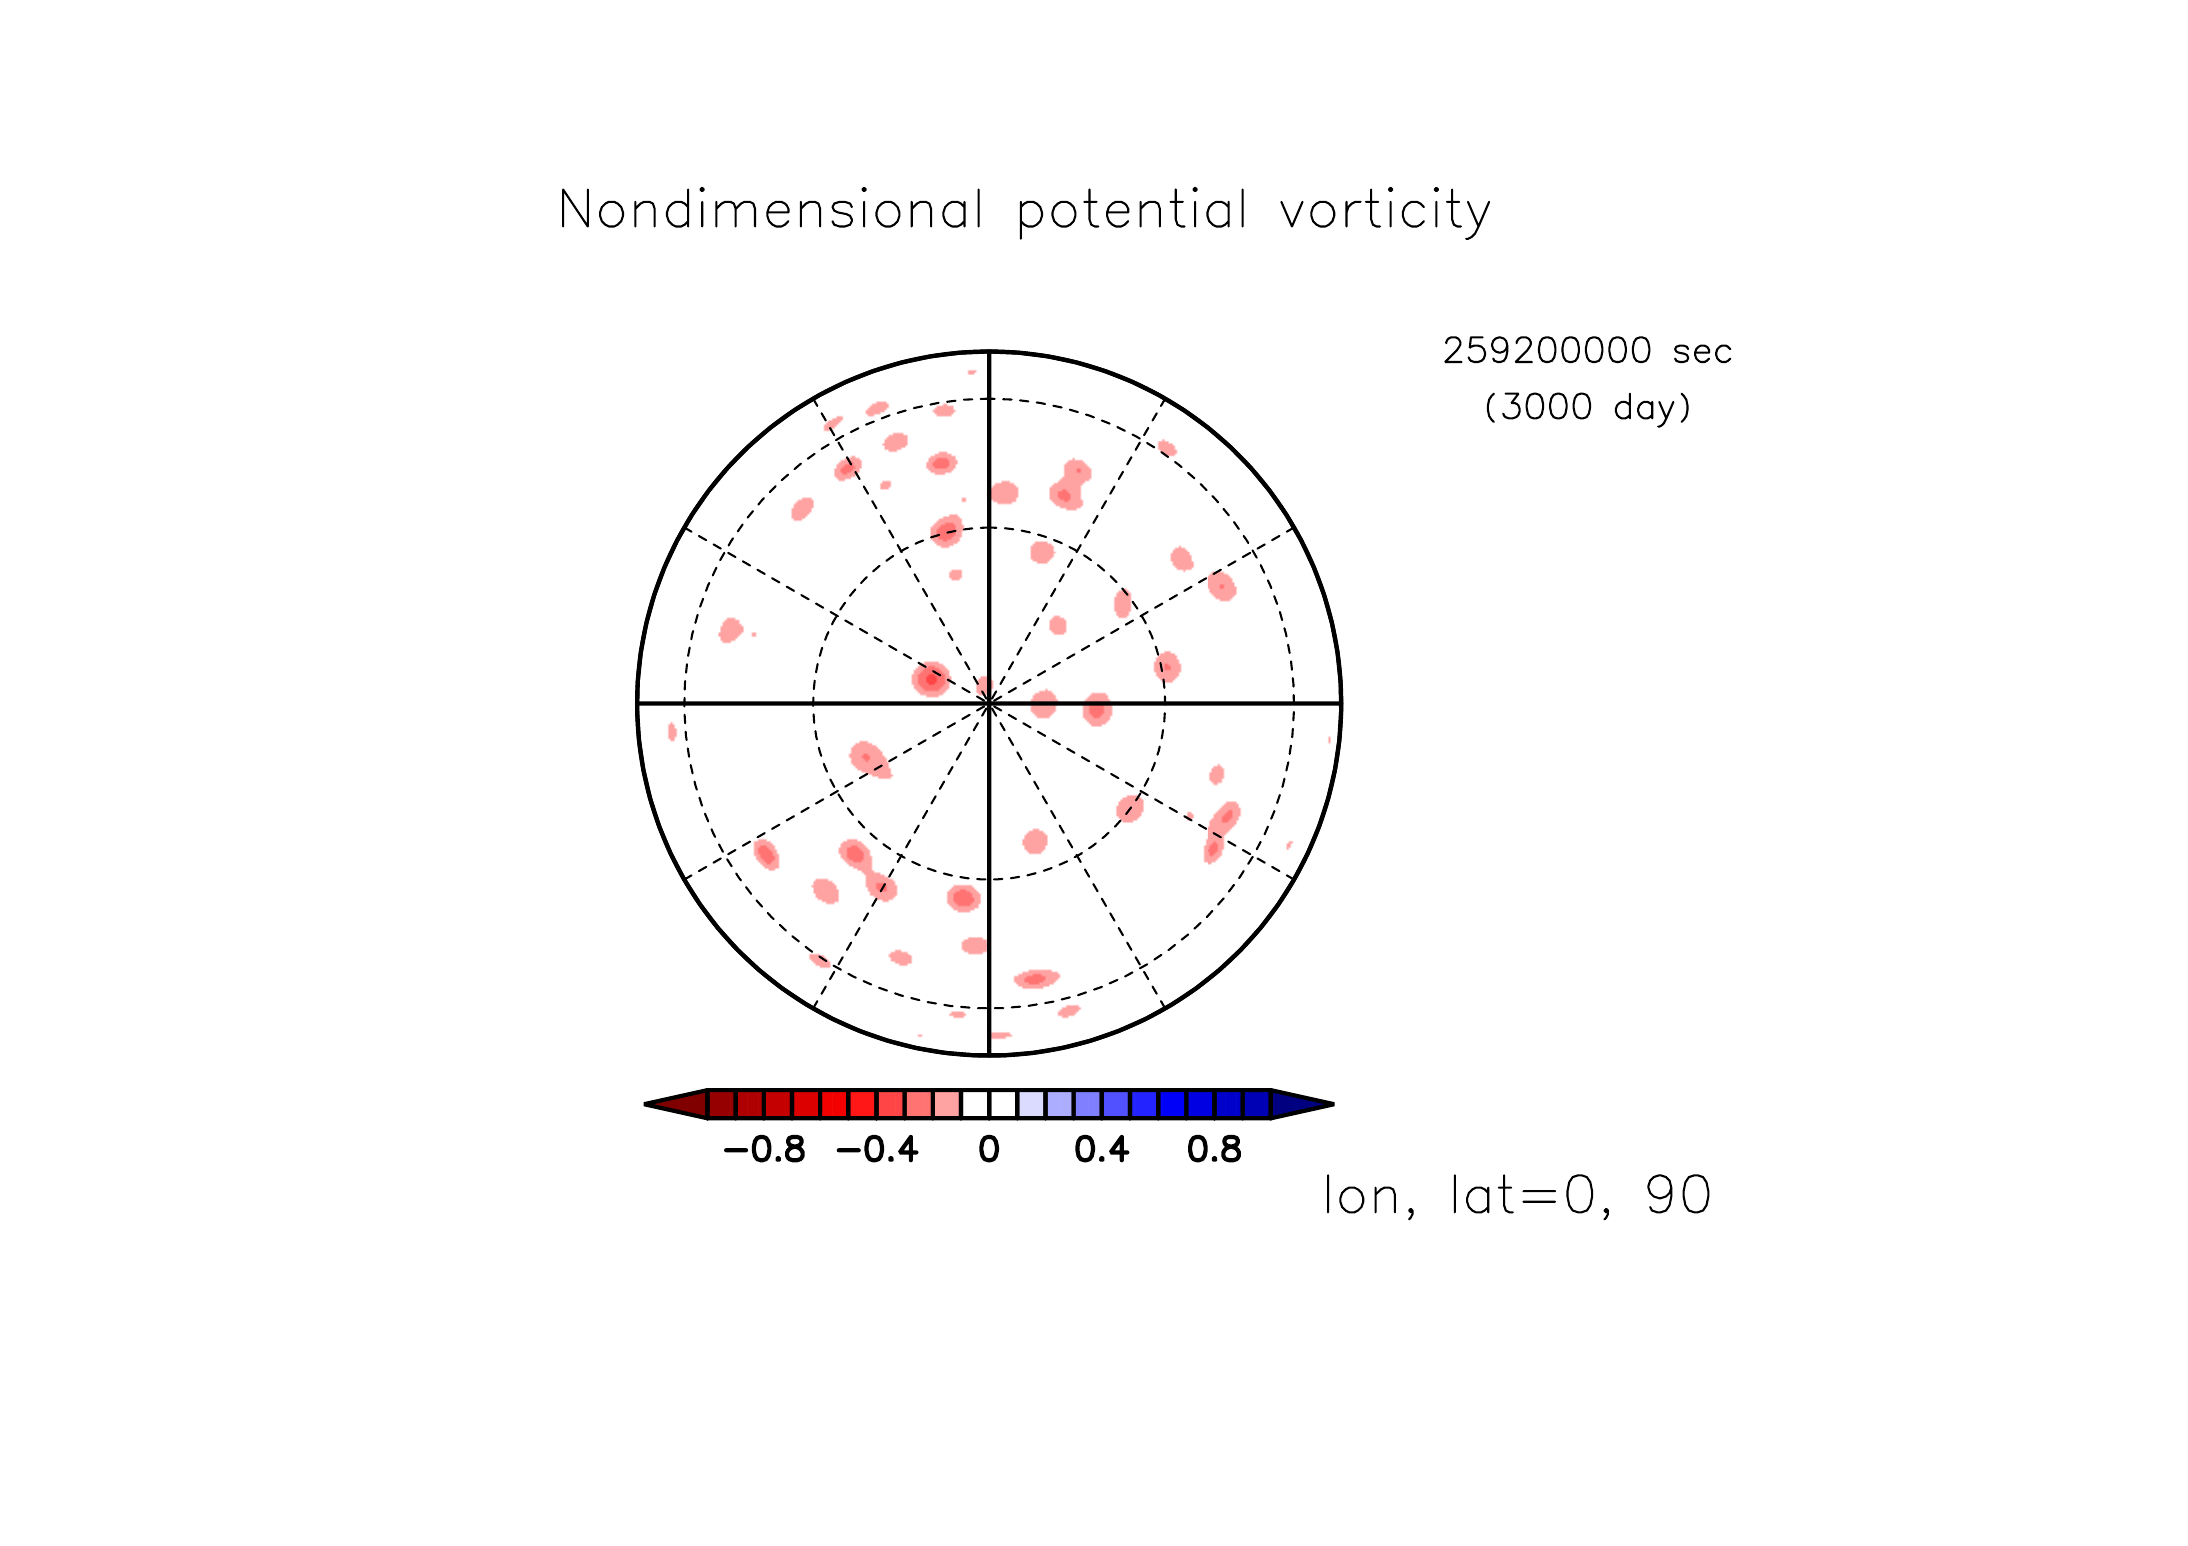 Nondimensional potential vorticity
259200000 sec
(3000 day)
−0.8 −0.4 0 0.4 0.8
lon, lat=0, 90